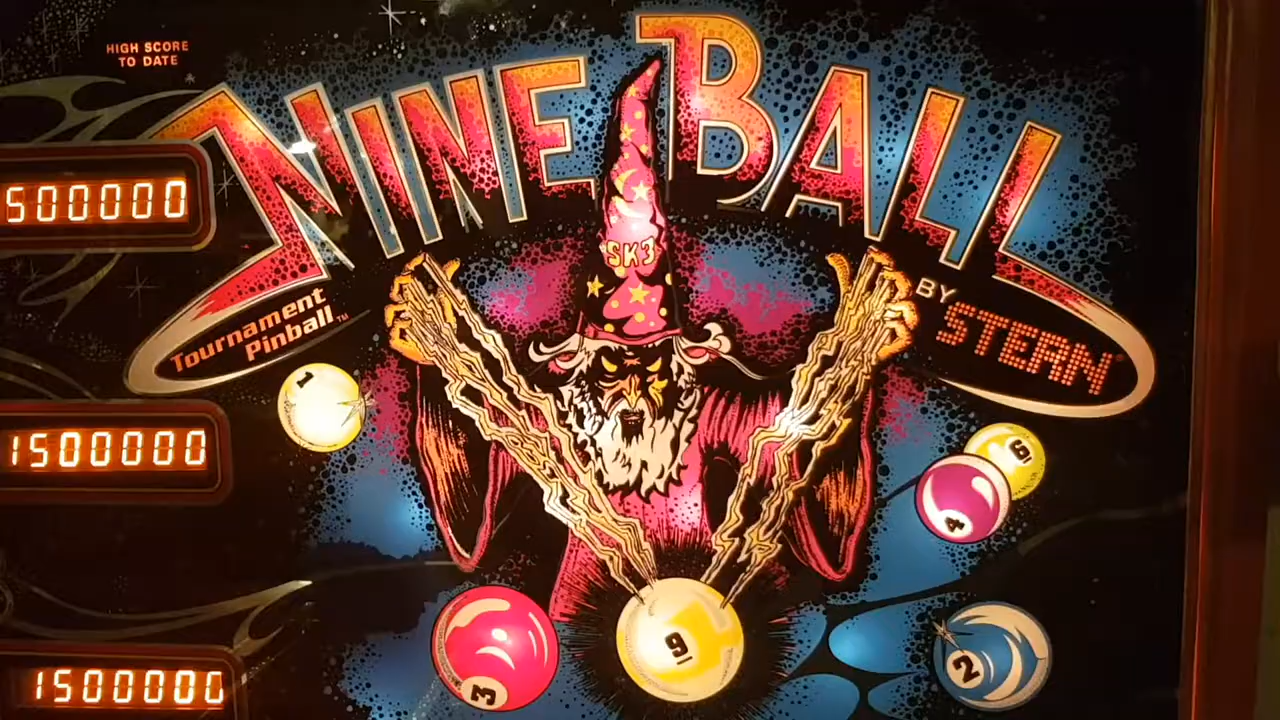 HIGH SCORE
TO DATE
NINE BALL
500000
SK3
Tournament
Pinball™
BY
STERN
1
1500000
6
4
9
3
2
1500000